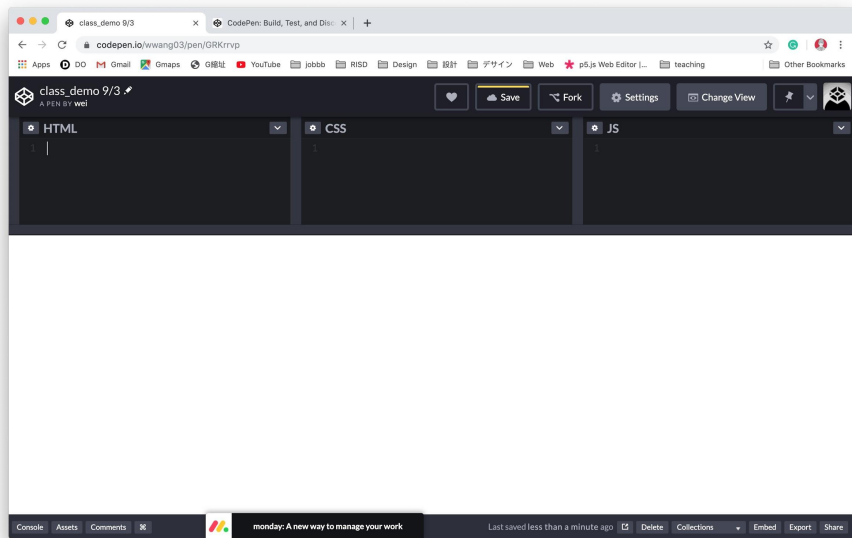 class_demo 9/3
CodePen: Build, Test, and Disc
codepen.io/wwang03/pen/GRKrrvp
Apps DO Gmail Gmaps G縮址 YouTube jobbb RISD Design 設計 デサイン Web p5.js Web Editor |... teaching Other Bookmarks
class_demo 9/3
A PEN BY wei
Save Fork Settings Change View
HTML CSS JS
1 1 1
Console Assets Comments ⌘ monday: A new way to manage your work Last saved less than a minute ago Delete Collections Embed Export Share